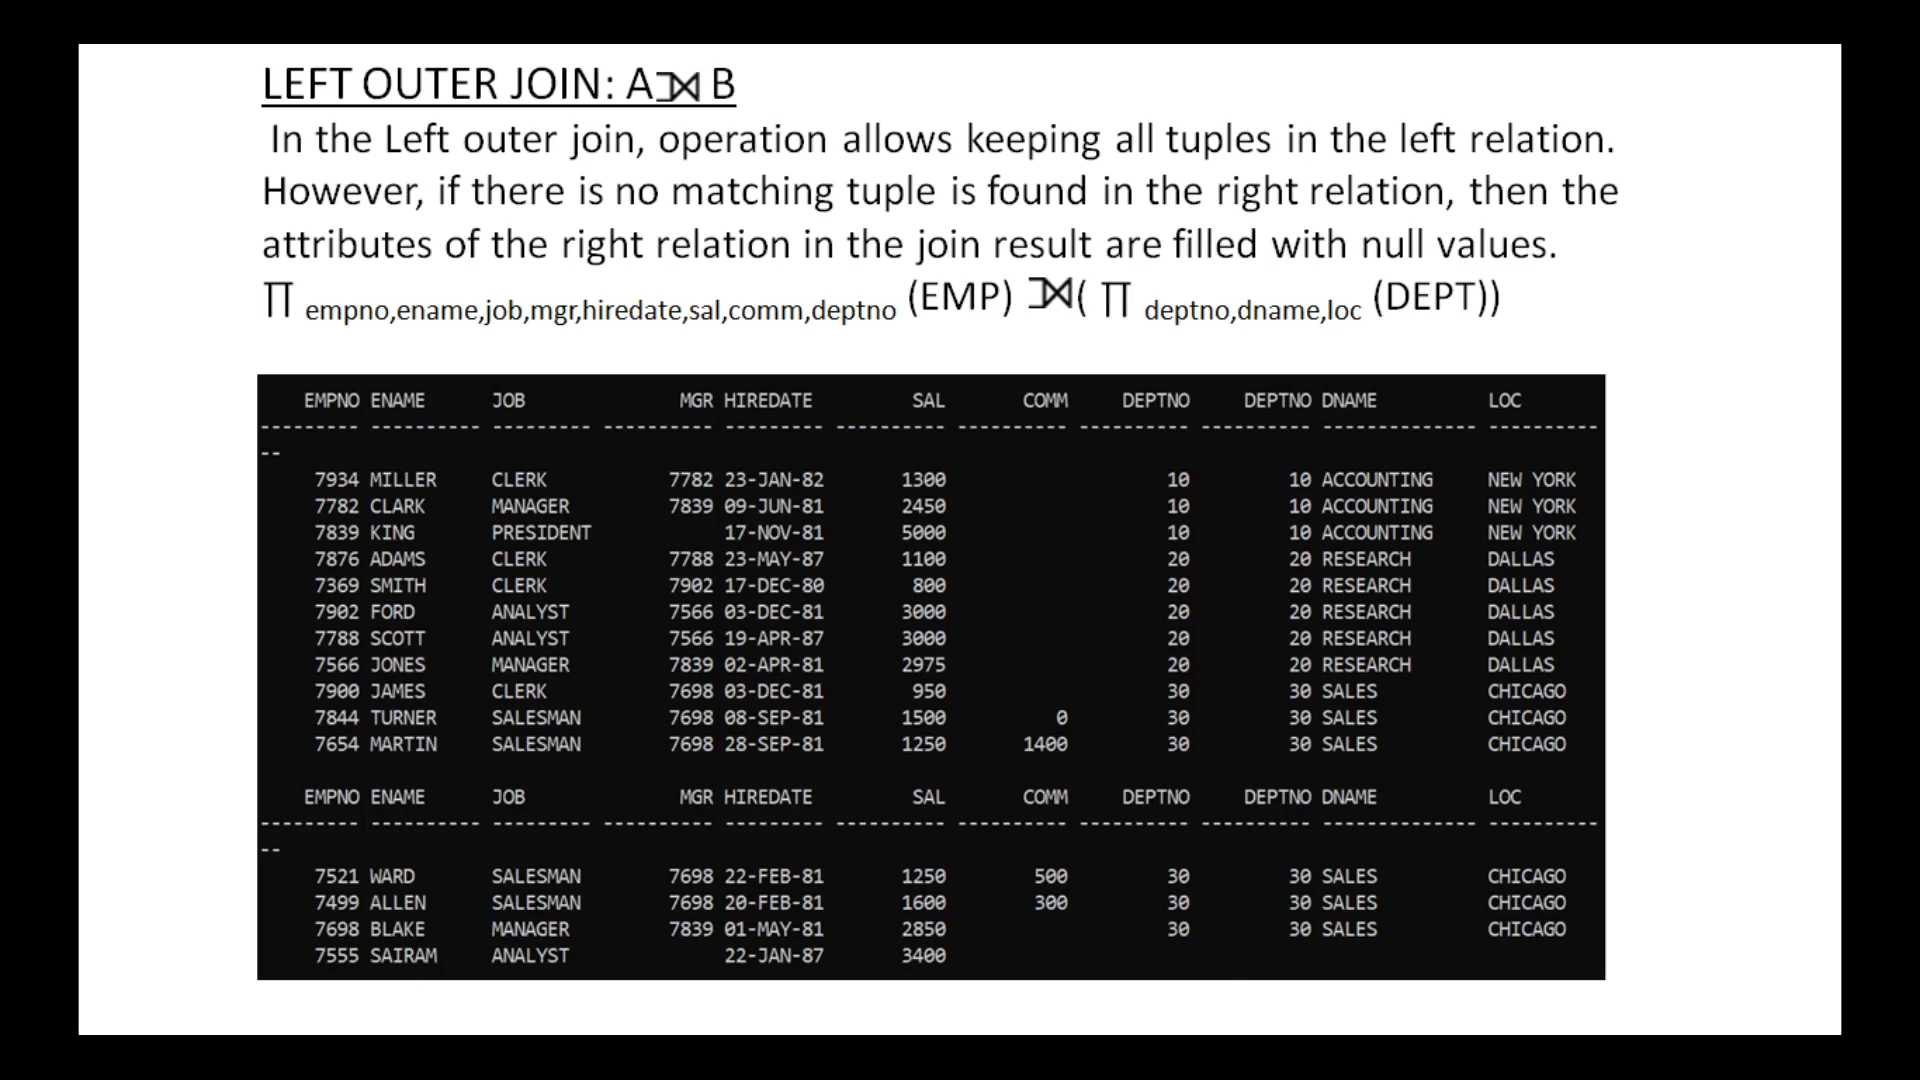 LEFT OUTER JOIN: A⟕B
In the Left outer join, operation allows keeping all tuples in the left relation.
However, if there is no matching tuple is found in the right relation, then the
attributes of the right relation in the join result are filled with null values.
∏ empno,ename,job,mgr,hiredate,sal,comm,deptno (EMP) ⟕( ∏ deptno,dname,loc (DEPT))
EMPNO ENAME JOB MGR HIREDATE SAL COMM DEPTNO DEPTNO DNAME LOC
--------- ---------- --------- ---------- --------- ---------- ---------- ---------- ---------- -------------- ----------
--
7934 MILLER CLERK 7782 23-JAN-82 1300 10 10 ACCOUNTING NEW YORK
7782 CLARK MANAGER 7839 09-JUN-81 2450 10 10 ACCOUNTING NEW YORK
7839 KING PRESIDENT 17-NOV-81 5000 10 10 ACCOUNTING NEW YORK
7876 ADAMS CLERK 7788 23-MAY-87 1100 20 20 RESEARCH DALLAS
7369 SMITH CLERK 7902 17-DEC-80 800 20 20 RESEARCH DALLAS
7902 FORD ANALYST 7566 03-DEC-81 3000 20 20 RESEARCH DALLAS
7788 SCOTT ANALYST 7566 19-APR-87 3000 20 20 RESEARCH DALLAS
7566 JONES MANAGER 7839 02-APR-81 2975 20 20 RESEARCH DALLAS
7900 JAMES CLERK 7698 03-DEC-81 950 30 30 SALES CHICAGO
7844 TURNER SALESMAN 7698 08-SEP-81 1500 0 30 30 SALES CHICAGO
7654 MARTIN SALESMAN 7698 28-SEP-81 1250 1400 30 30 SALES CHICAGO
EMPNO ENAME JOB MGR HIREDATE SAL COMM DEPTNO DEPTNO DNAME LOC
--------- ---------- --------- ---------- --------- ---------- ---------- ---------- ---------- -------------- ----------
--
7521 WARD SALESMAN 7698 22-FEB-81 1250 500 30 30 SALES CHICAGO
7499 ALLEN SALESMAN 7698 20-FEB-81 1600 300 30 30 SALES CHICAGO
7698 BLAKE MANAGER 7839 01-MAY-81 2850 30 30 SALES CHICAGO
7555 SAIRAM ANALYST 22-JAN-87 3400